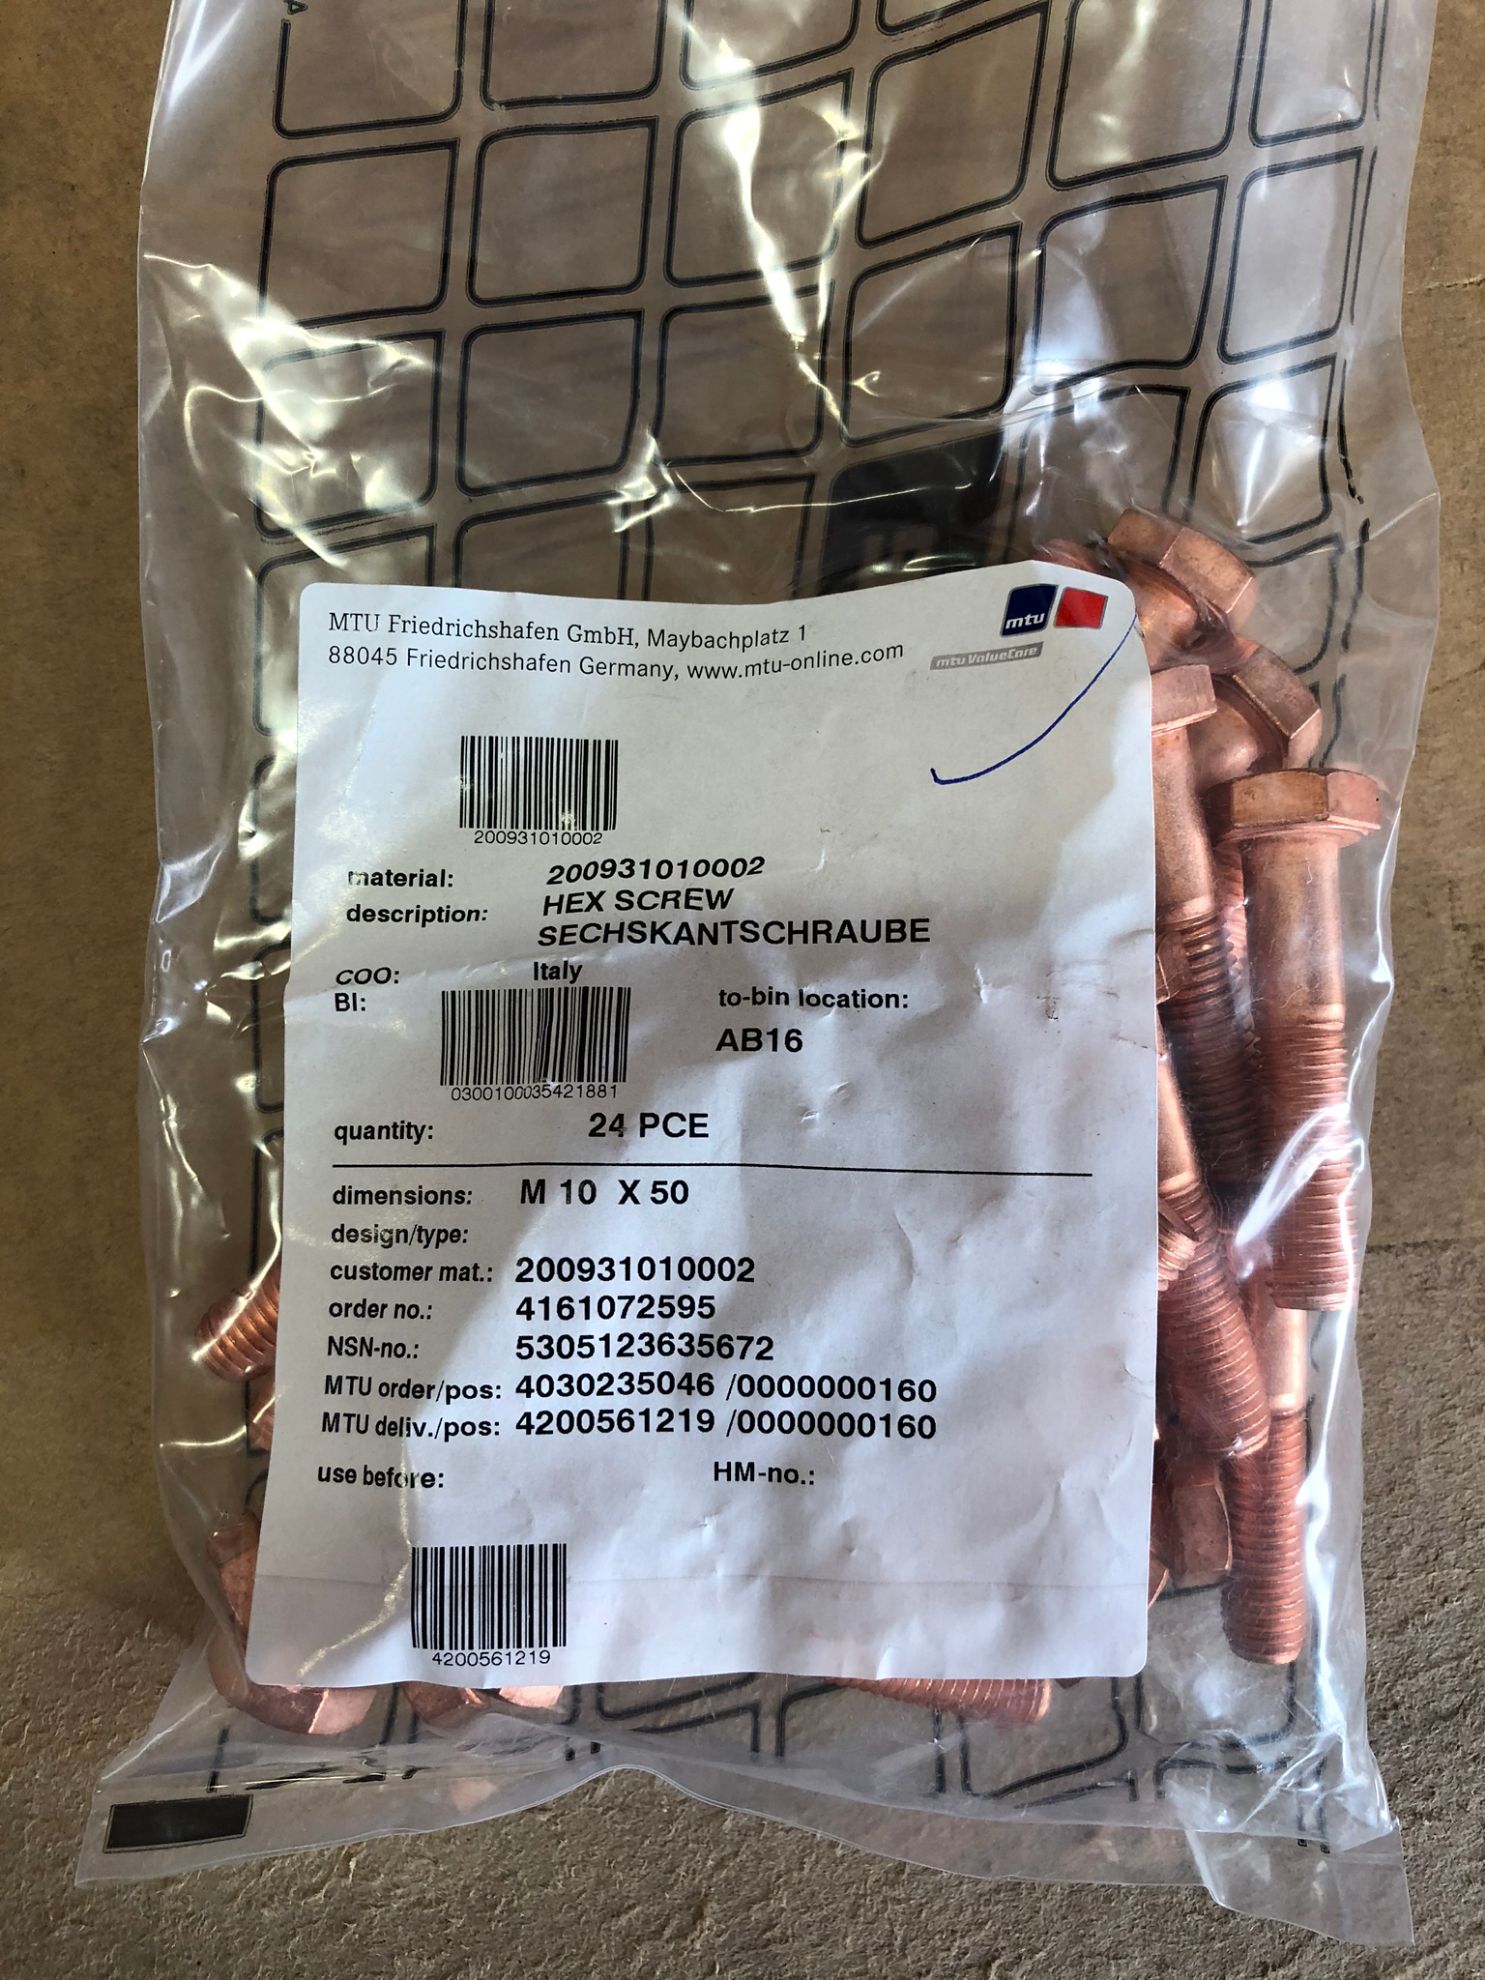 MTU Friedrichshafen GmbH, Maybachplatz 1
88045 Friedrichshafen Germany, www.mtu-online.com
mtu
mtu ValueCare
200931010002
material: 200931010002
description: HEX SCREW
SECHSKANTSCHRAUBE
COO: Italy
BI: to-bin location:
AB16
0300100035421881
quantity: 24 PCE
dimensions: M 10 X 50
design/type:
customer mat.: 200931010002
order no.: 4161072595
NSN-no.: 5305123635672
MTU order/pos: 4030235046 /0000000160
MTU deliv./pos: 4200561219 /0000000160
use before: HM-no.:
4200561219